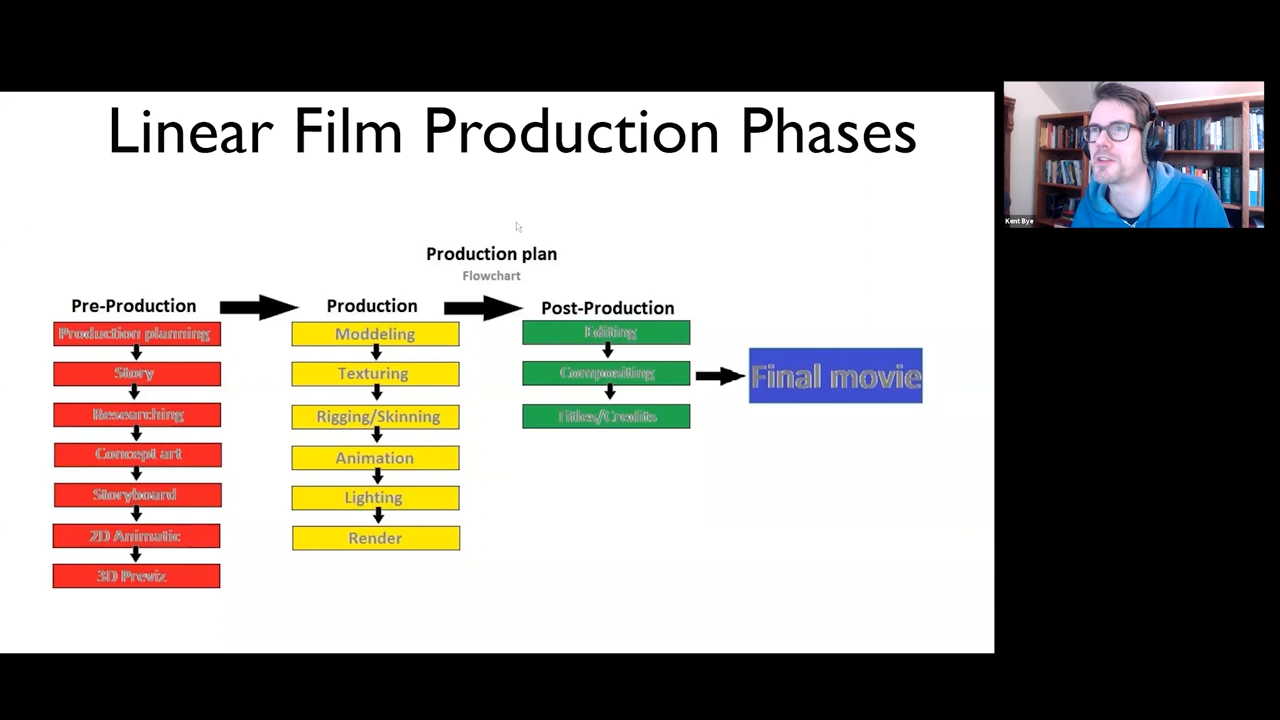 Linear Film Production Phases
Kent Bye
Production plan
Flowchart
Pre-Production
Production planning
Story
Researching
Concept art
Storyboard
2D Animatic
3D Previz
Production
Moddeling
Texturing
Rigging/Skinning
Animation
Lighting
Render
Post-Production
Editing
Compositing
Titles/Credits
Final movie